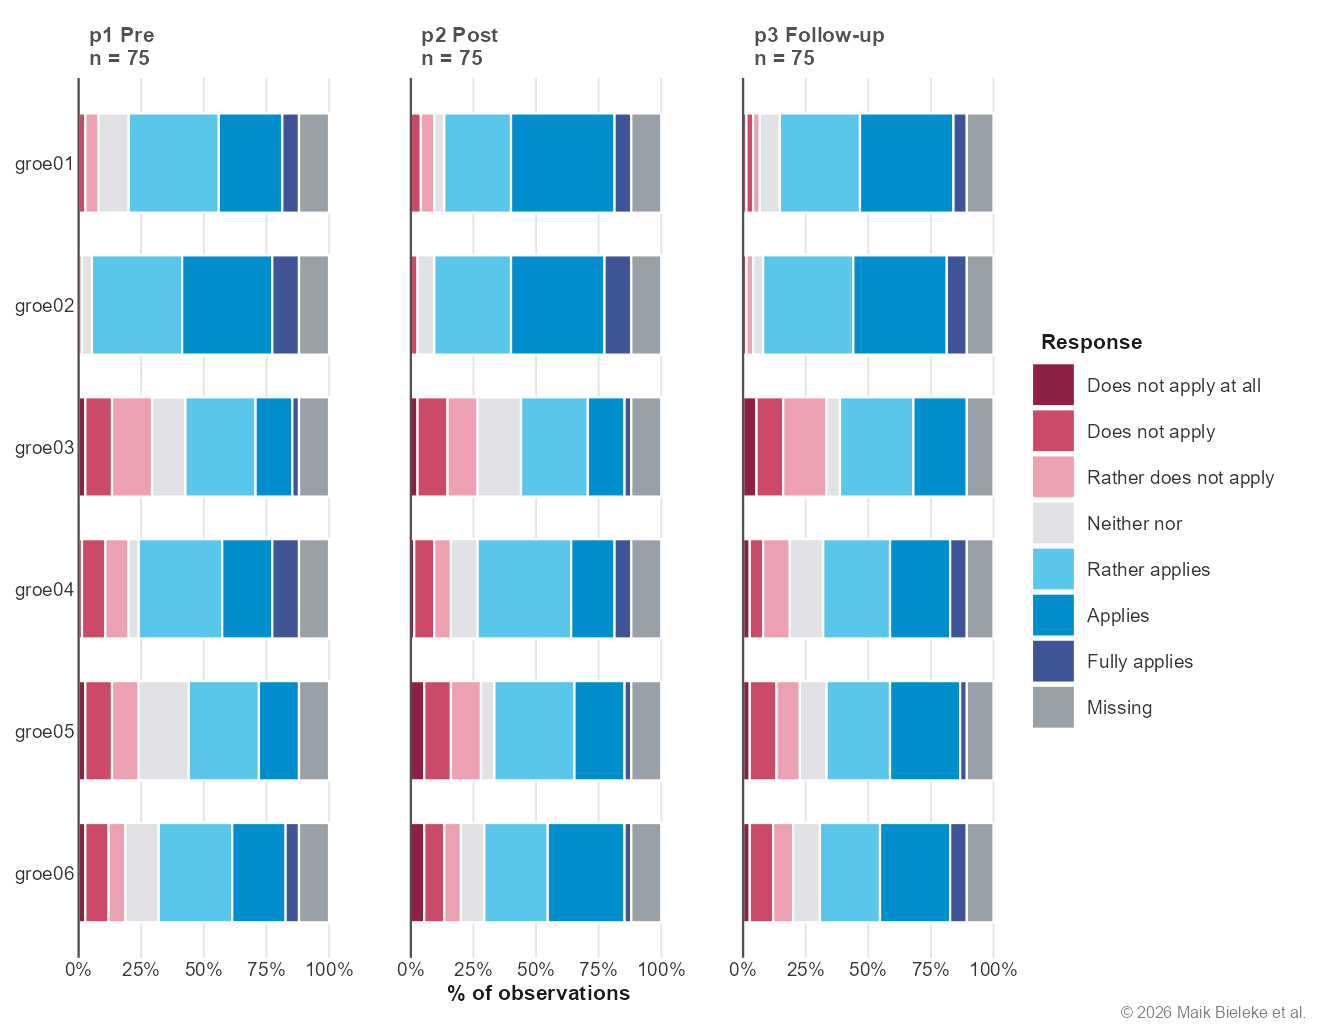 p1 Pre
n = 75
p2 Post
n = 75
p3 Follow-up
n = 75
groe01
groe02
groe03
groe04
groe05
groe06
0% 25% 50% 75% 100%
0% 25% 50% 75% 100%
0% 25% 50% 75% 100%
% of observations
Response
Does not apply at all
Does not apply
Rather does not apply
Neither nor
Rather applies
Applies
Fully applies
Missing
© 2026 Maik Bieleke et al.